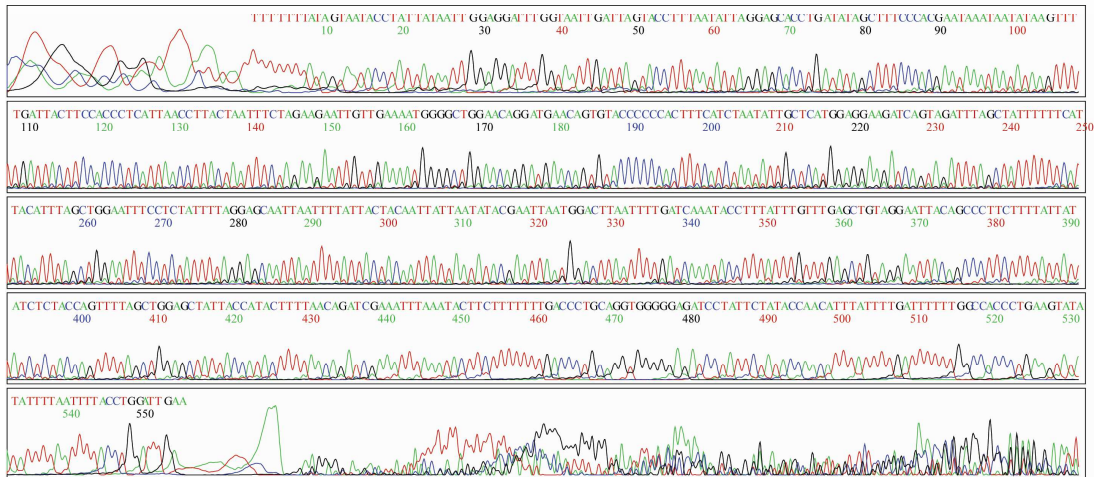 TTTTTTTATAGTAATACCTATTATAATTGGAGGATTTGGTAATTGATTAGTACCTTTAATATTAGGAGCACCTGATATAGCTTTCCCACGAATAAATAATATAAGTTT
10 20 30 40 50 60 70 80 90 100
TGATTACTTCCACCCTCATTAACCTTACTAATTTCTAGAAGAATTGTTGAAAATGGGGCTGGAACAGGATGAACAGTGTACCCCCCACTTTCATCTAATATTGCTCATGGAGGAAGATCAGTAGATTTAGCTATTTTTTCAT
110 120 130 140 150 160 170 180 190 200 210 220 230 240 250
TACATTTAGCTGGAATTTCCTCTATTTTAGGAGCAATTAATTTTATTACTACAATTATTAATATACGAATTAATGGACTTAATTTTGATCAAATACCTTTATTTGTTTGAGCTGTAGGAATTACAGCCCTTCTTTTATTAT
260 270 280 290 300 310 320 330 340 350 360 370 380 390
ATCTCTACCAGTTTTAGCTGGAGCTATTACCATACTTTTAACAGATCGAAATTTAAATACTTCTTTTTTTGACCCTGCAGGTGGGGGAGATCCTATTCTATACCAACATTTATTTTGATTTTTTGGCCACCCTGAAGTATA
400 410 420 430 440 450 460 470 480 490 500 510 520 530
TATTTTAATTTTACCTGGATTGAA
540 550